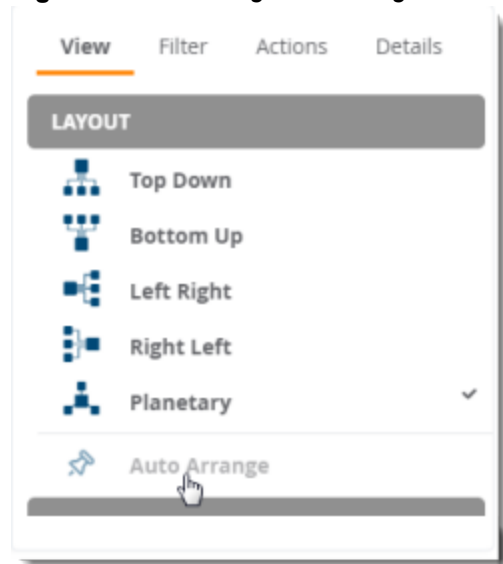 View Filter Actions Details
LAYOUT
Top Down
Bottom Up
Left Right
Right Left
Planetary
Auto Arrange